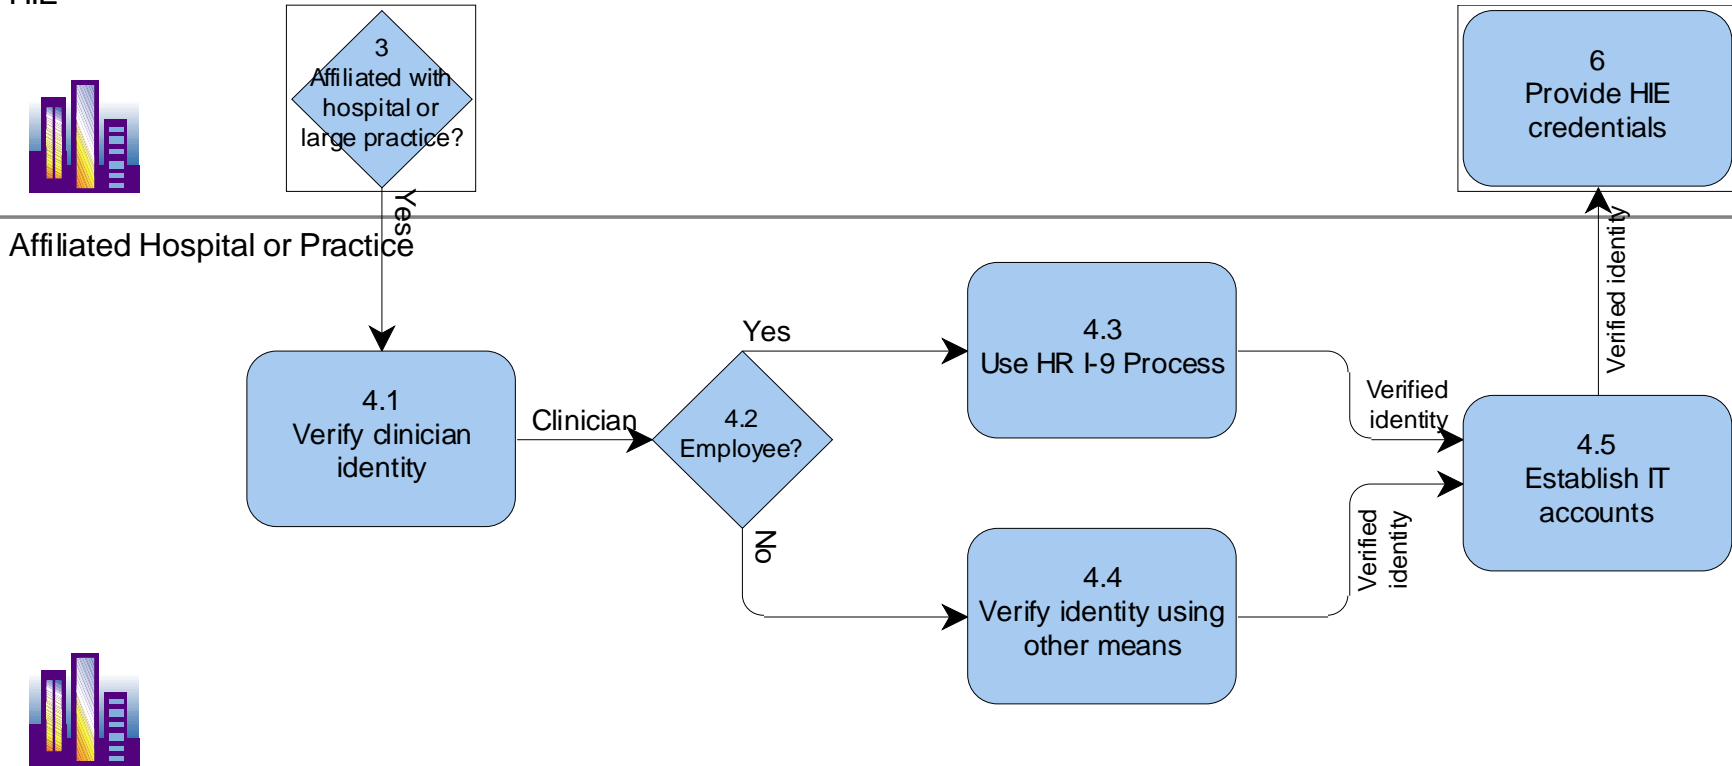 HIE
3
Affiliated with
hospital or
large practice?
6
Provide HIE
credentials
Yes
Affiliated Hospital or Practice
Verified identity
4.1
Verify clinician
identity
Clinician
4.2
Employee?
Yes
No
4.3
Use HR I-9 Process
4.4
Verify identity using
other means
Verified
identity
Verified
identity
4.5
Establish IT
accounts